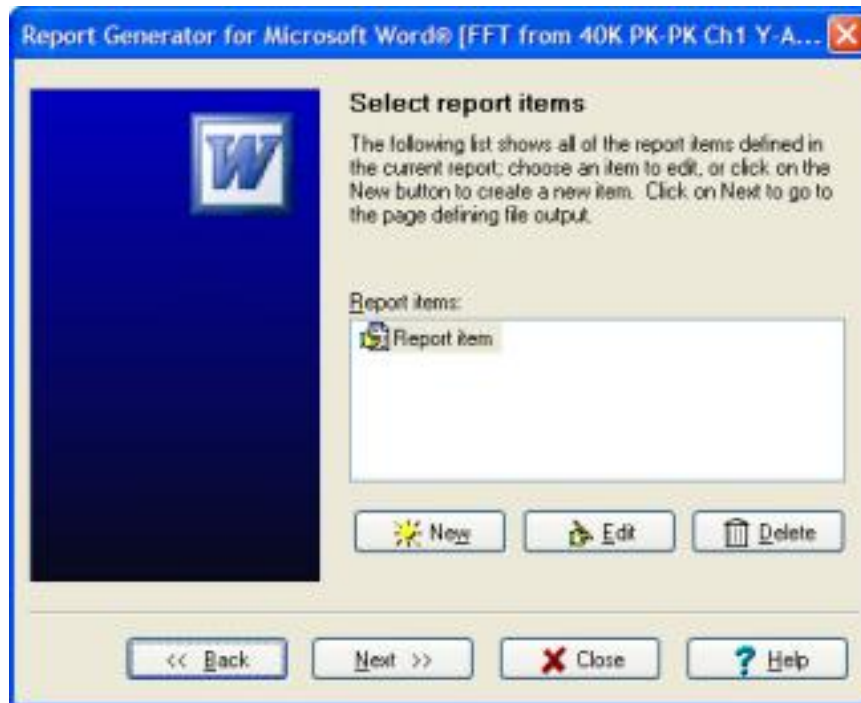 Report Generator for Microsoft Word® [FFT from 40K PK-PK Ch1 Y-A...
W
Select report items
The following list shows all of the report items defined in
the current report; choose an item to edit, or click on the
New button to create a new item. Click on Next to go to
the page defining file output.
Report items:
Report item
New
Edit
Delete
<< Back
Next >>
Close
Help